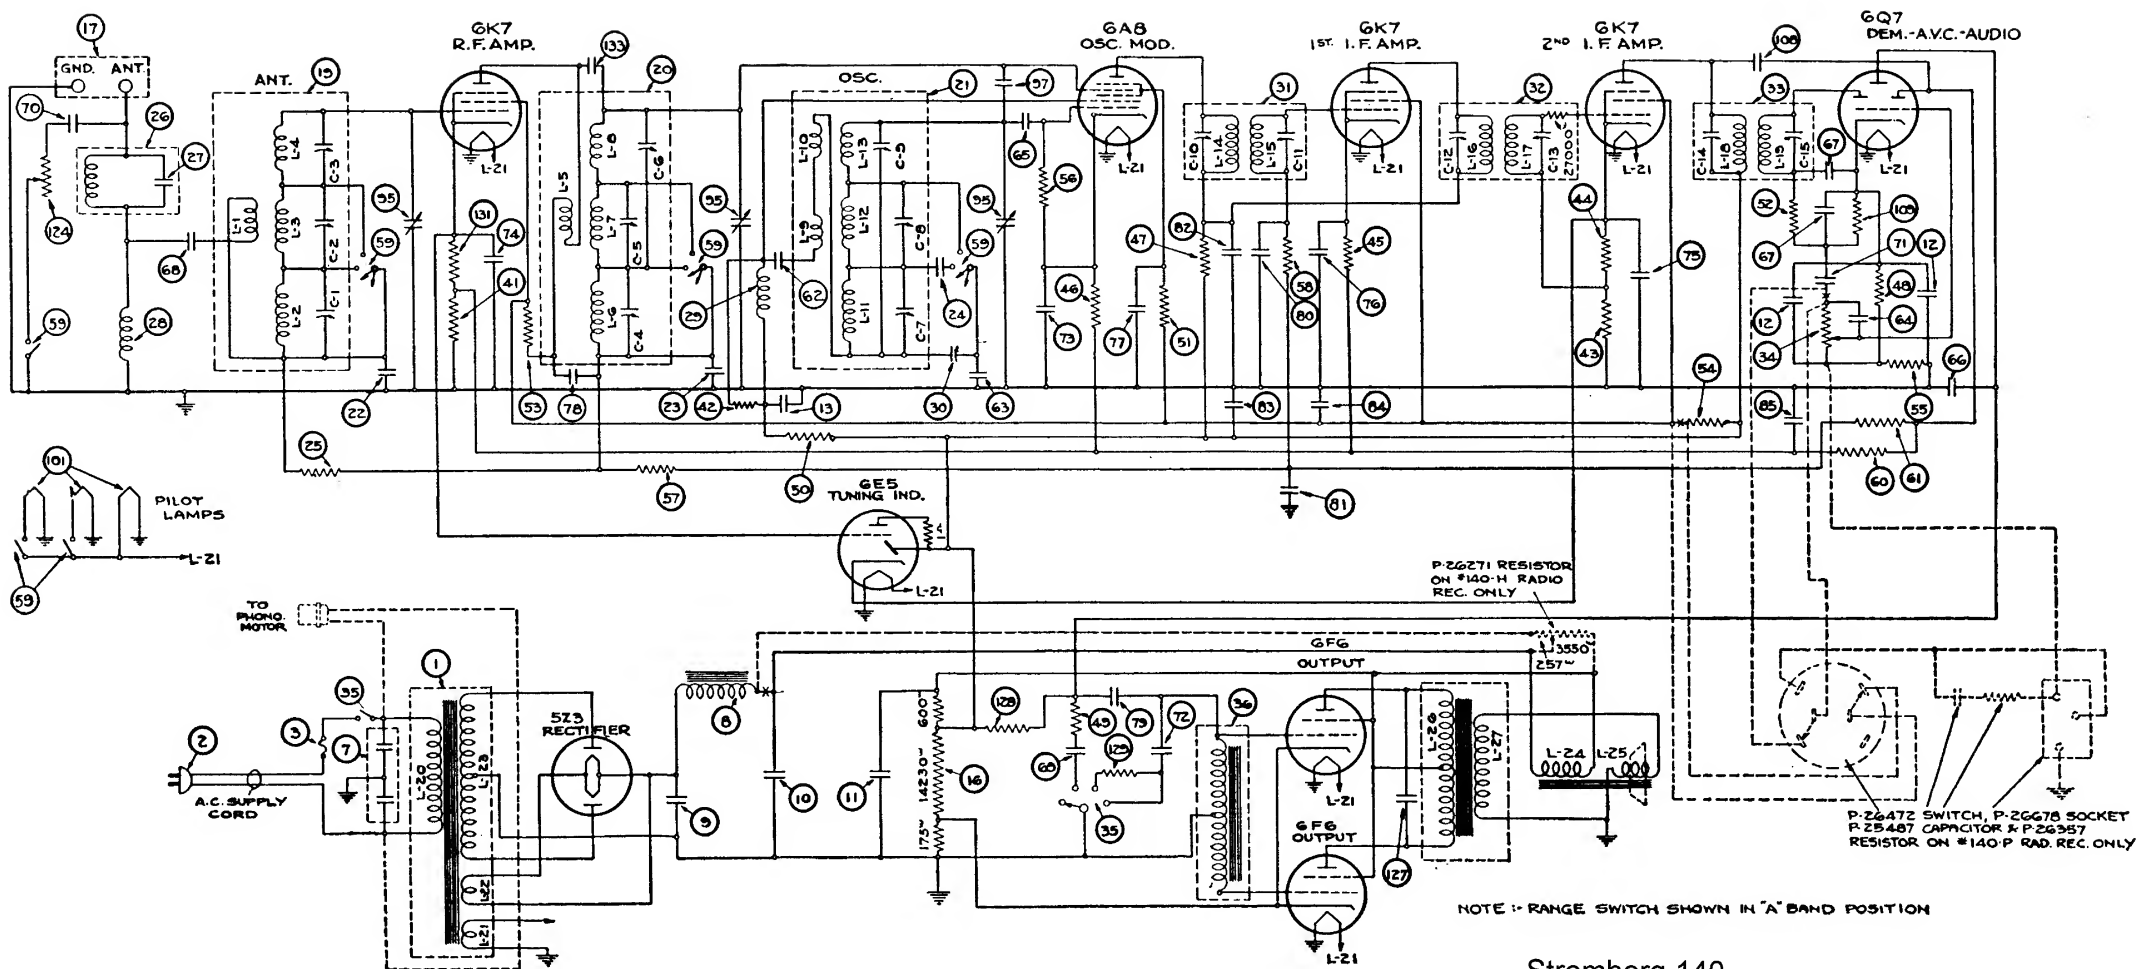 17
GND. ANT.
70
26
27
124
68
59
28
ANT.
19
L-4
C-3
L-1
L-3
C-2
L-2
C-1
59
22
95
6K7
R.F. AMP.
L-21
131
74
41
53
133
20
L-8
C-6
L-5
L-7
C-5
L-6
C-4
59
95
78
23
42
13
OSC.
21
L-10
L-13
C-9
L-9
L-12
C-8
L-11
C-7
29
62
24
59
30
63
95
97
65
6A8
OSC. MOD.
L-21
56
73
46
77
51
47
82
31
C-10
L-14
L-15
C-11
58
80
83
84
6K7
1ST. I.F. AMP.
L-21
45
76
32
C-12
L-16
L-17
C-13
27000~
6K7
2ND I.F. AMP.
L-21
44
43
75
33
C-14
L-18
L-19
C-15
108
6Q7
DEM.-A.V.C.-AUDIO
L-21
67
52
67
109
71
12
48
12
64
34
54
85
55
66
61
60
25
57
50
81
101
PILOT
LAMPS
L-21
59
6E5
TUNING IND.
L-21
P-26271 RESISTOR
ON #140-H RADIO
REC. ONLY
TO
PHONO.
MOTOR
1
35
2
3
7
A.C. SUPPLY
CORD
L-20
L-23
L-22
L-21
5Z3
RECTIFIER
8
9
10
11
600~
14230~
175~
16
128
49
79
72
69
129
35
36
6F6
OUTPUT
L-21
6F6
OUTPUT
L-21
127
L-26
L-27
3550
257~
L-24
L-25
P-26472 SWITCH, P-26678 SOCKET
P-25487 CAPACITOR & P-26357
RESISTOR ON #140-P RAD. REC. ONLY
NOTE:- RANGE SWITCH SHOWN IN "A" BAND POSITION
Stromberg 140